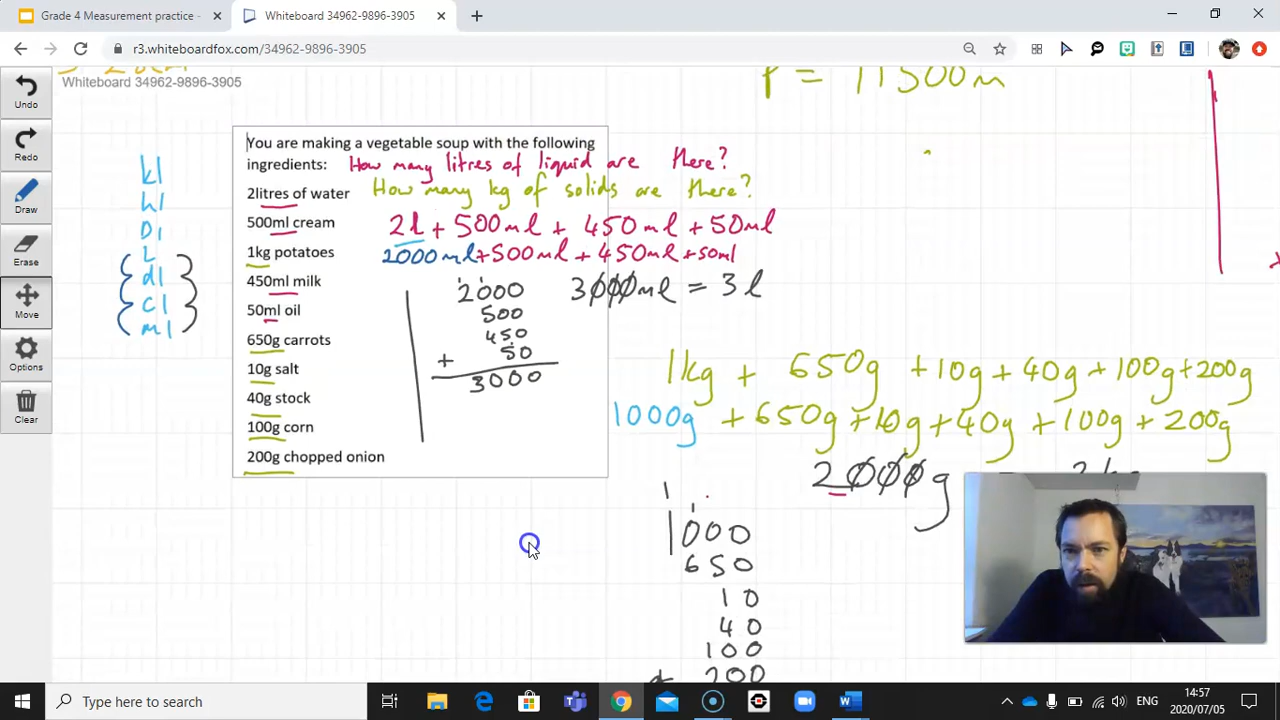 Grade 4 Measurement practice -
Whiteboard 34962-9896-3905
r3.whiteboardfox.com/34962-9896-3905
Whiteboard 34962-9896-3905
Undo
Redo
Draw
Erase
Move
Options
Clear
P = 11500m
kl
hl
Dl
L
dl
cl
ml
You are making a vegetable soup with the following
ingredients:
How many litres of liquid are there?
2litres of water
How many kg of solids are there?
500ml cream
2l + 500ml + 450ml + 50ml
1kg potatoes
2000ml + 500ml + 450ml + 50ml
450ml milk
50ml oil
650g carrots
10g salt
40g stock
100g corn
200g chopped onion
1 1
2000
500
450
+ 50
3000
3000ml = 3l
1kg + 650g + 10g + 40g + 100g + 200g
1000g + 650g + 10g + 40g + 100g + 200g
2000g
1 1
1000
650
10
40
100
+ 200
Type here to search
14:57
2020/07/05